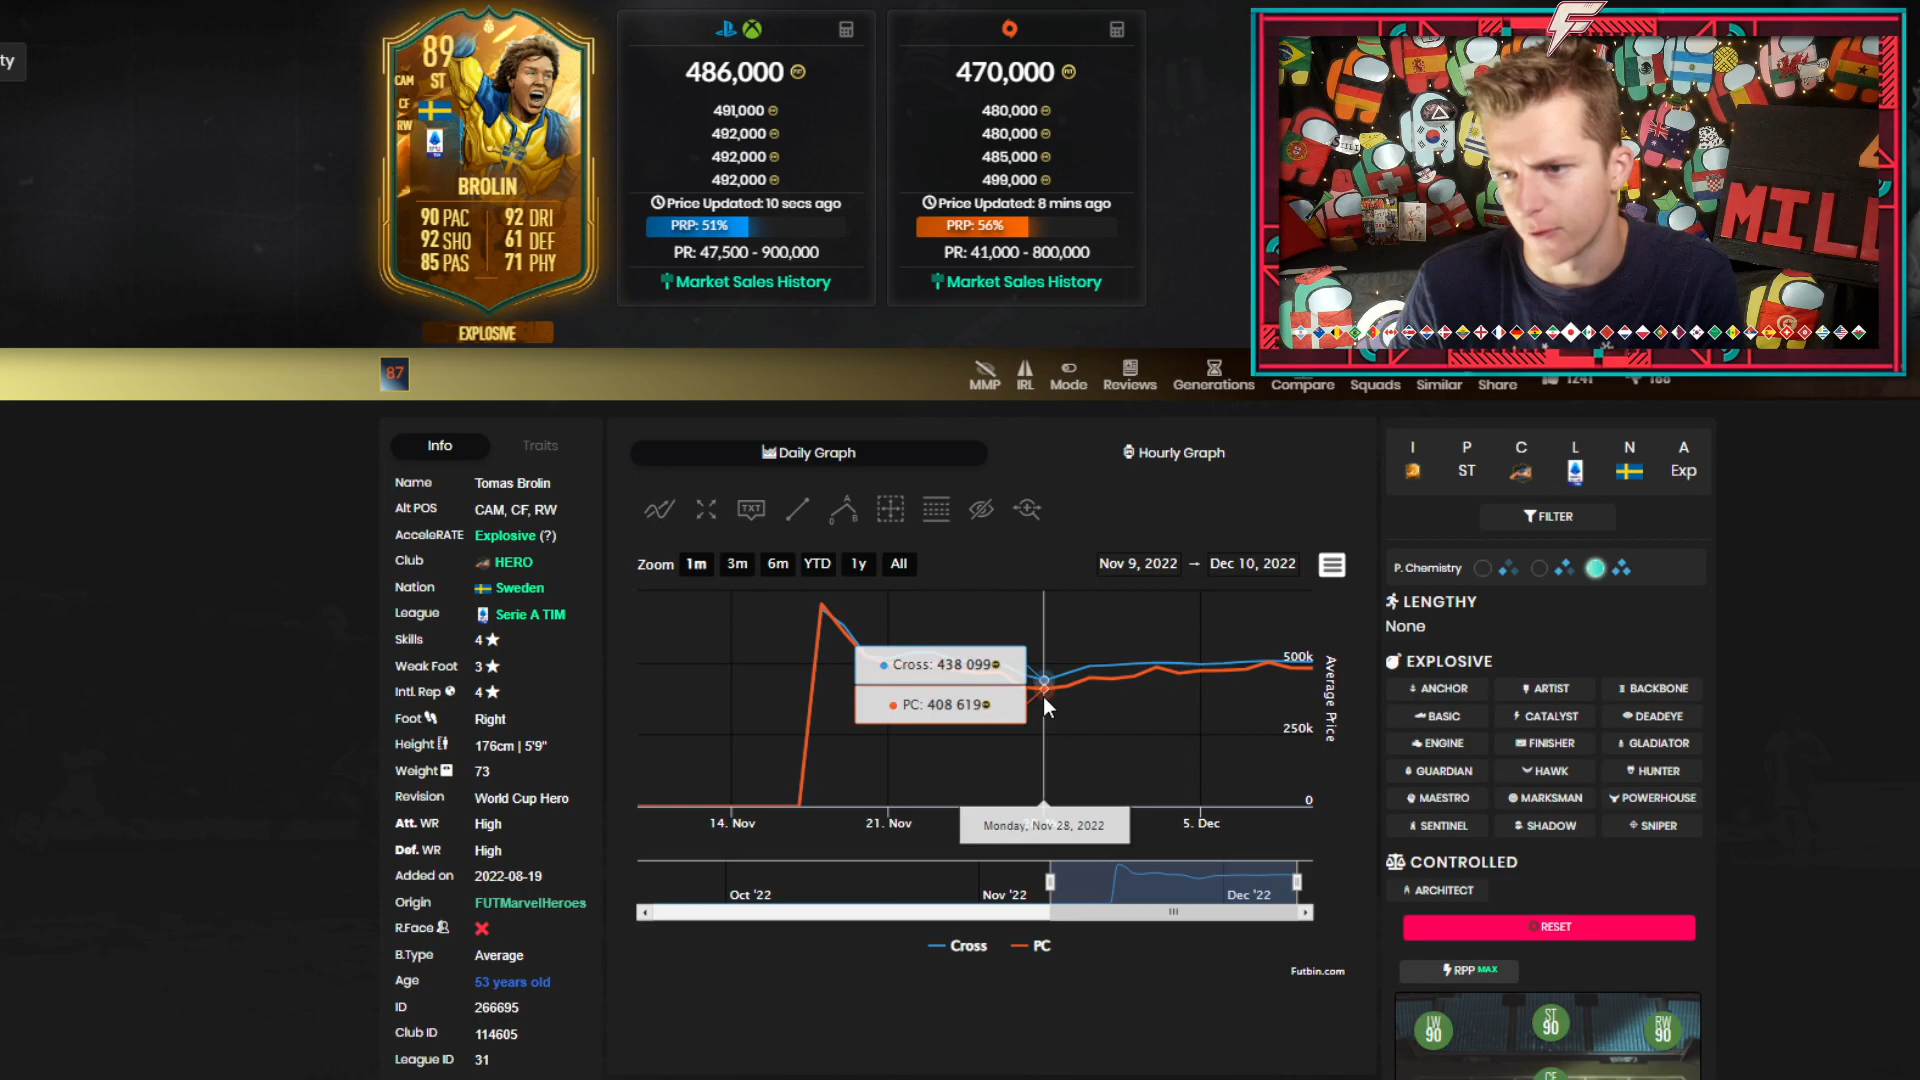 ty
89
ST
CAM
CF
RW
BROLIN
90 PAC 92 DRI
92 SHO 61 DEF
85 PAS 71 PHY
EXPLOSIVE
486,000
491,000
492,000
492,000
492,000
Price Updated: 10 secs ago
PRP: 51%
PR: 47,500 - 900,000
Market Sales History
470,000
480,000
480,000
485,000
499,000
Price Updated: 8 mins ago
PRP: 56%
PR: 41,000 - 800,000
Market Sales History
MILL
87
MMP IRL Mode Reviews Generations Compare Squads Similar Share
Info Traits
Name Tomas Brolin
Alt POS CAM, CF, RW
AcceleRATE Explosive (?)
Club HERO
Nation Sweden
League Serie A TIM
Skills 4
Weak Foot 3
Intl. Rep 4
Foot Right
Height 176cm | 5'9"
Weight 73
Revision World Cup Hero
Att. WR High
Def. WR High
Added on 2022-08-19
Origin FUTMarvelHeroes
R.Face
B.Type Average
Age 53 years old
ID 266695
Club ID 114605
League ID 31
Daily Graph Hourly Graph
TXT
A
0 B
Zoom 1m 3m 6m YTD 1y All
Nov 9, 2022 → Dec 10, 2022
Cross: 438 099
PC: 408 619
500k
250k
0
Average Price
14. Nov 21. Nov 5. Dec
Monday, Nov 28, 2022
Oct '22 Nov '22 Dec '22
Cross PC
Futbin.com
I P C L N A
ST Exp
FILTER
P. Chemistry
LENGTHY
None
EXPLOSIVE
ANCHOR ARTIST BACKBONE
BASIC CATALYST DEADEYE
ENGINE FINISHER GLADIATOR
GUARDIAN HAWK HUNTER
MAESTRO MARKSMAN POWERHOUSE
SENTINEL SHADOW SNIPER
CONTROLLED
ARCHITECT
RESET
RPP MAX
LW
90
ST
90
RW
90